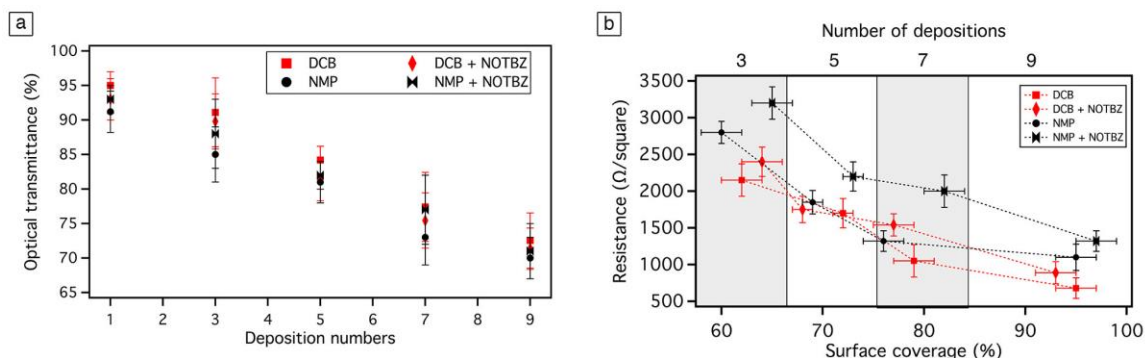 a
Optical transmittance (%)
100
95
90
85
80
75
70
65
DCB
DCB + NOTBZ
NMP
NMP + NOTBZ
1 2 3 4 5 6 7 8 9
Deposition numbers
b
Number of depositions
3 5 7 9
Resistance (Ω/square)
3500
3000
2500
2000
1500
1000
500
DCB
DCB + NOTBZ
NMP
NMP + NOTBZ
60 70 80 90 100
Surface coverage (%)